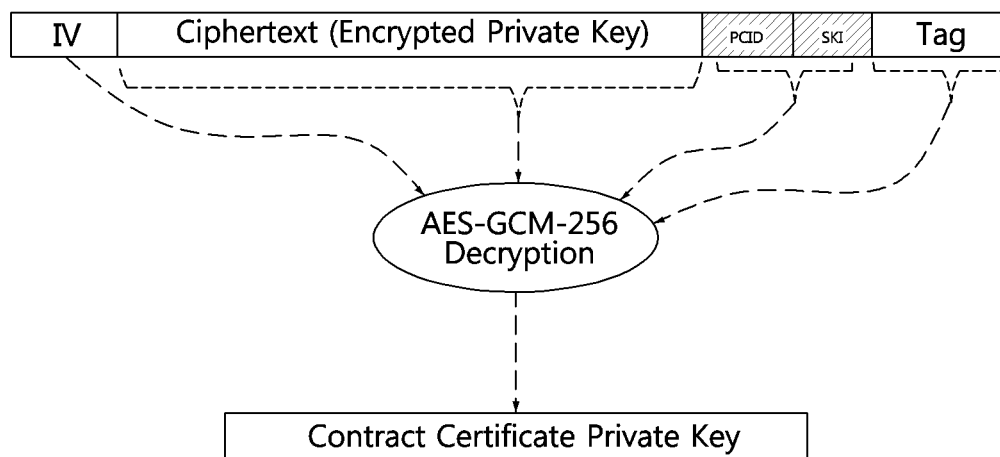 IV Ciphertext (Encrypted Private Key) PCID SKI Tag
AES-GCM-256
Decryption
Contract Certificate Private Key